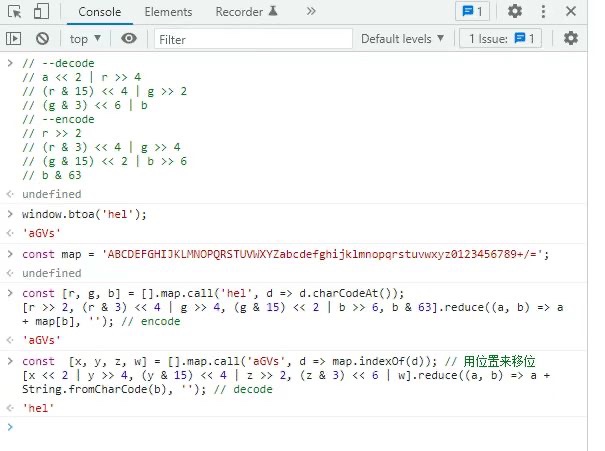 Console Elements Recorder » 1
top ▼ Filter Default levels ▼ 1 Issue: 1
> // --decode
// a << 2 | r >> 4
// (r & 15) << 4 | g >> 2
// (g & 3) << 6 | b
// --encode
// r >> 2
// (r & 3) << 4 | g >> 4
// (g & 15) << 2 | b >> 6
// b & 63
undefined
> window.btoa('hel');
'aGVs'
> const map = 'ABCDEFGHIJKLMNOPQRSTUVWXYZabcdefghijklmnopqrstuvwxyz0123456789+/=';
undefined
> const [r, g, b] = [].map.call('hel', d => d.charCodeAt());
[r >> 2, (r & 3) << 4 | g >> 4, (g & 15) << 2 | b >> 6, b & 63].reduce((a, b) => a
+ map[b], ''); // encode
'aGVs'
> const [x, y, z, w] = [].map.call('aGVs', d => map.indexOf(d)); // 用位置来移位
[x << 2 | y >> 4, (y & 15) << 4 | z >> 2, (z & 3) << 6 | w].reduce((a, b) => a +
String.fromCharCode(b), ''); // decode
'hel'
>